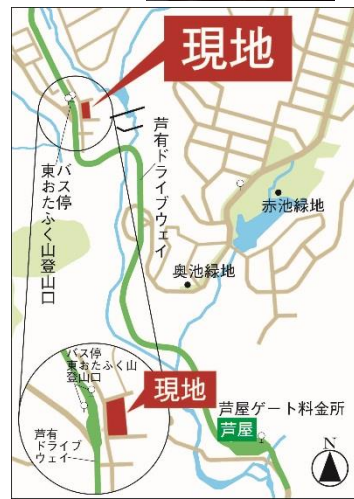 現地
バス停
東おたふく山登山口
芦有ドライブウェイ
赤池緑地
奥池緑地
バス停
東おたふく山
登山口
現地
芦有
ドライブ
ウェイ
芦屋ゲート料金所
芦屋
N